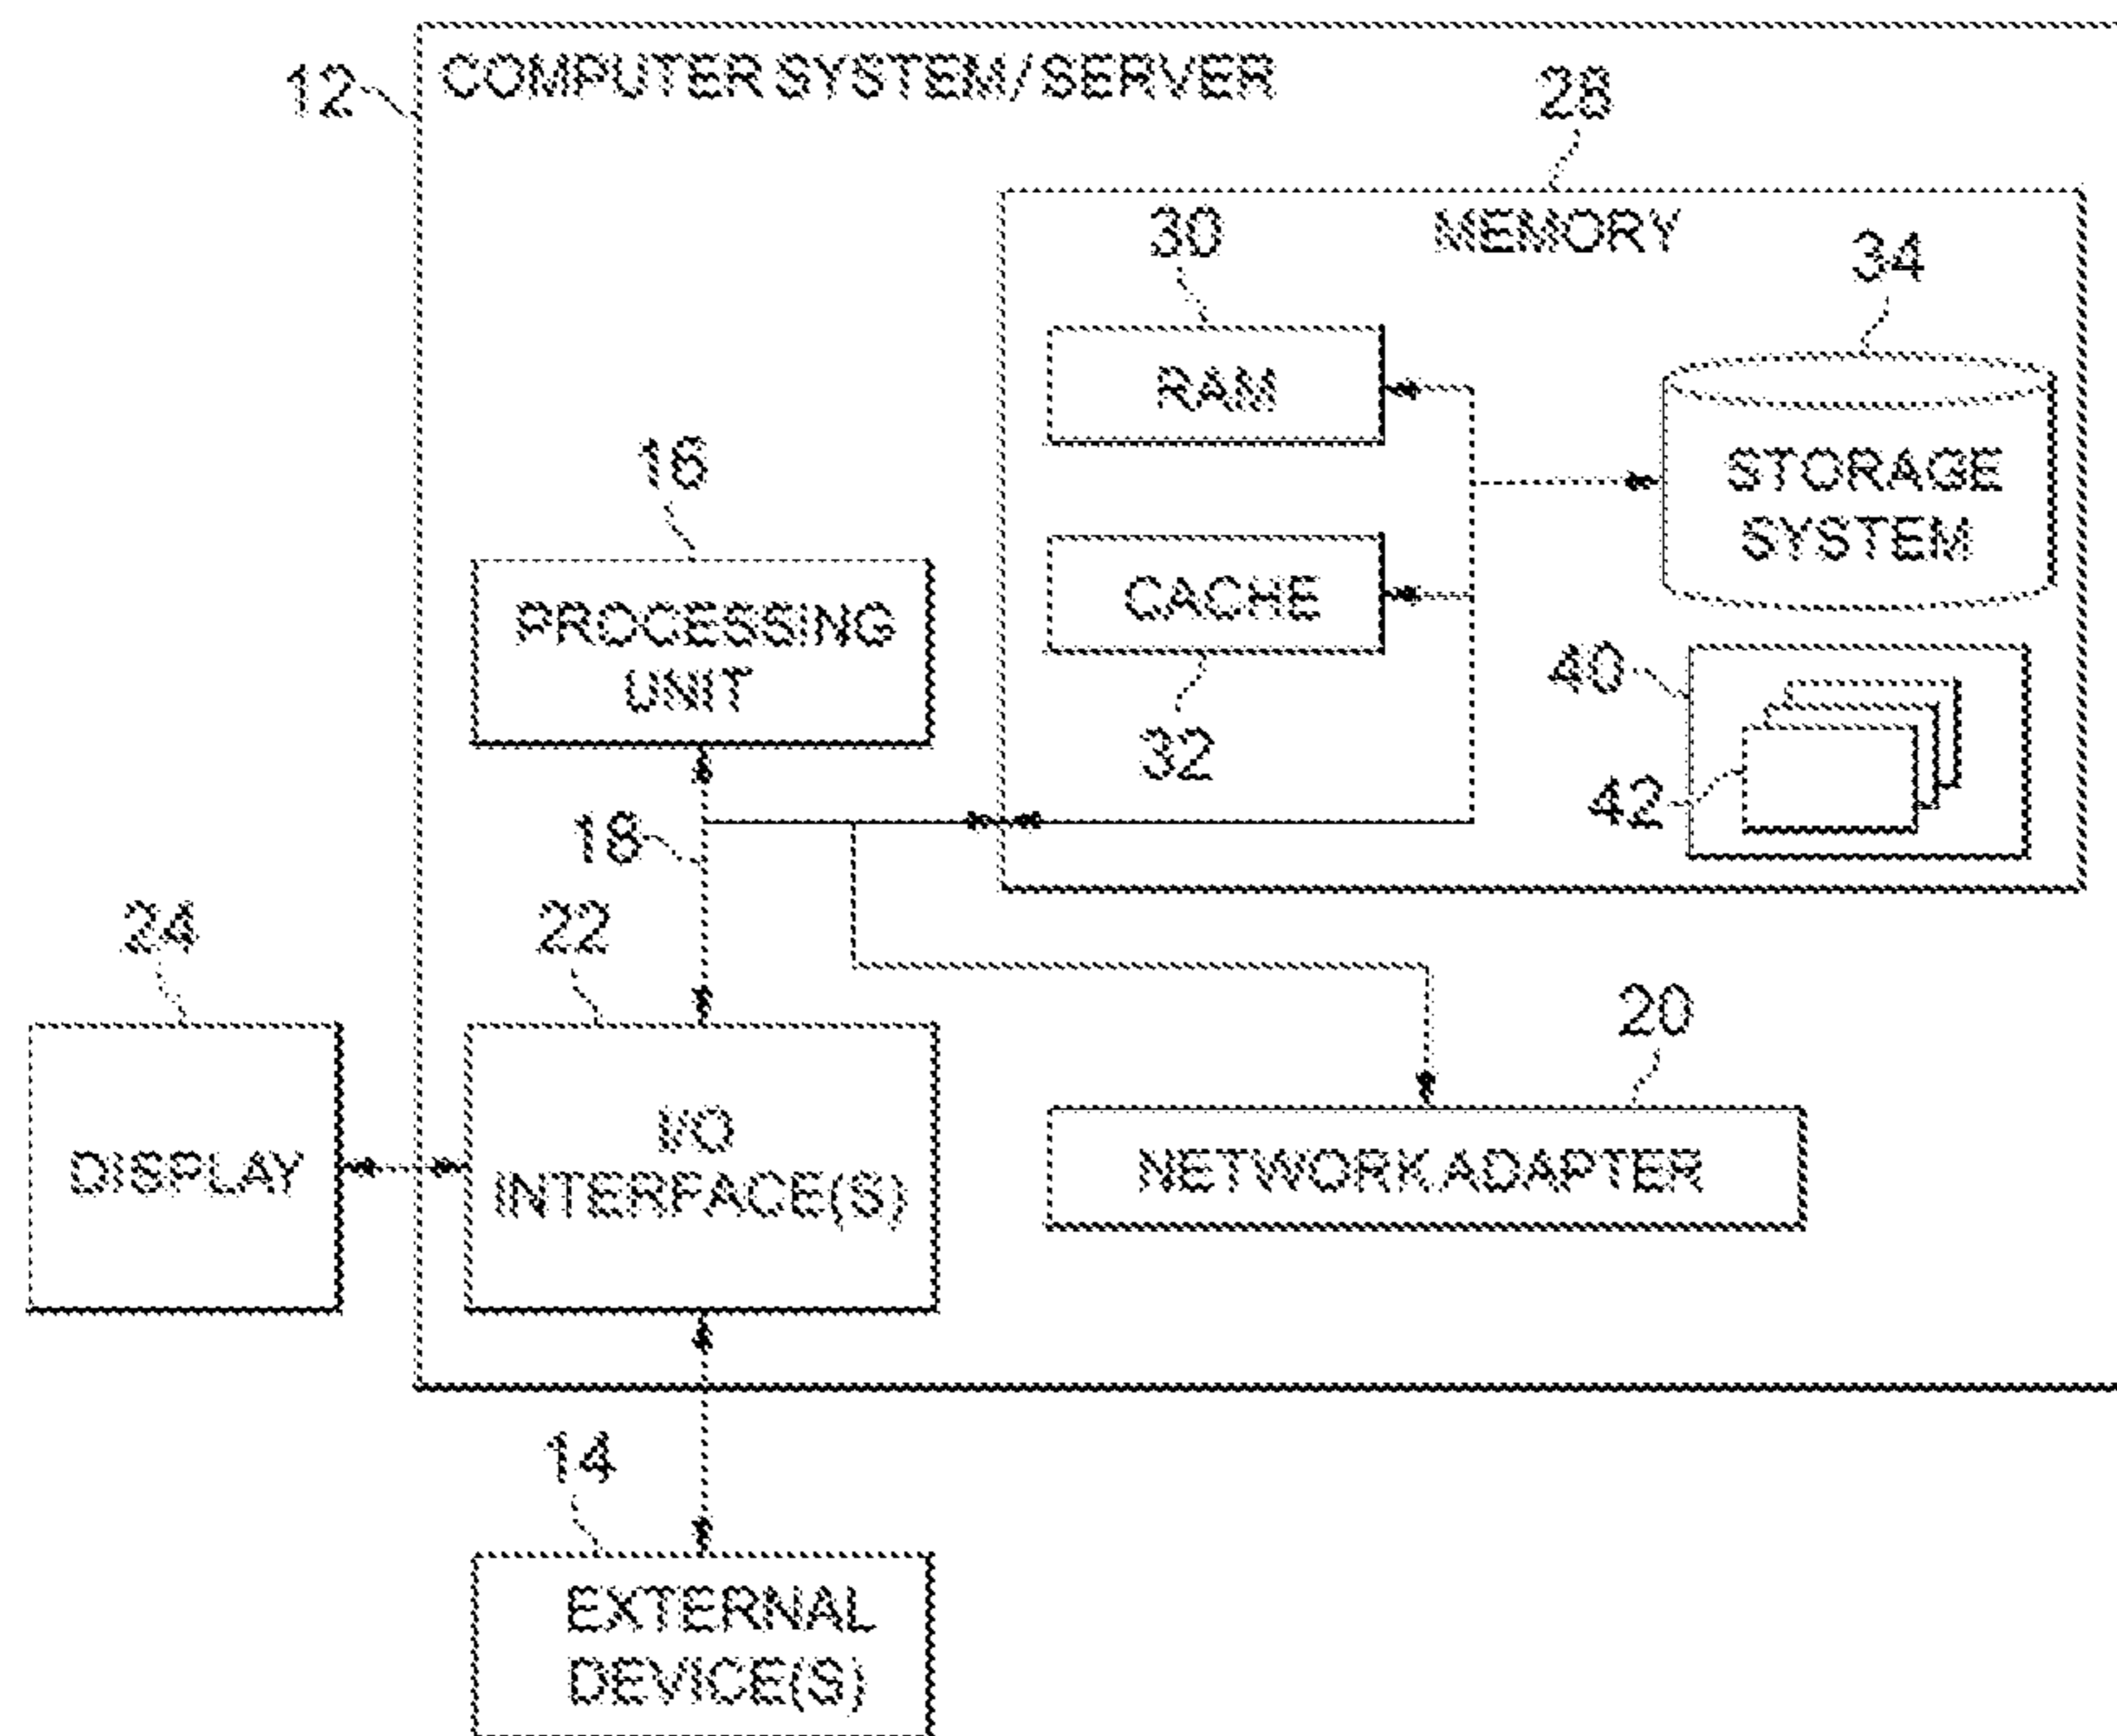 12
COMPUTER SYSTEM / SERVER
28
MEMORY
30
34
RAM
16
STORAGE
SYSTEM
PROCESSING
UNIT
CACHE
40
32
42
18
24
22
20
DISPLAY
I/O
INTERFACE(S)
NETWORK ADAPTER
14
EXTERNAL
DEVICE(S)